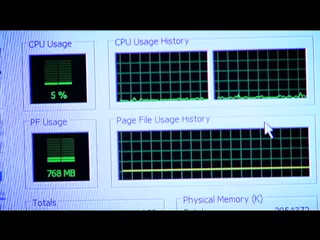 CPU Usage
CPU Usage History
5 %
PF Usage
Page File Usage History
768 MB
Totals
Physical Memory (K)